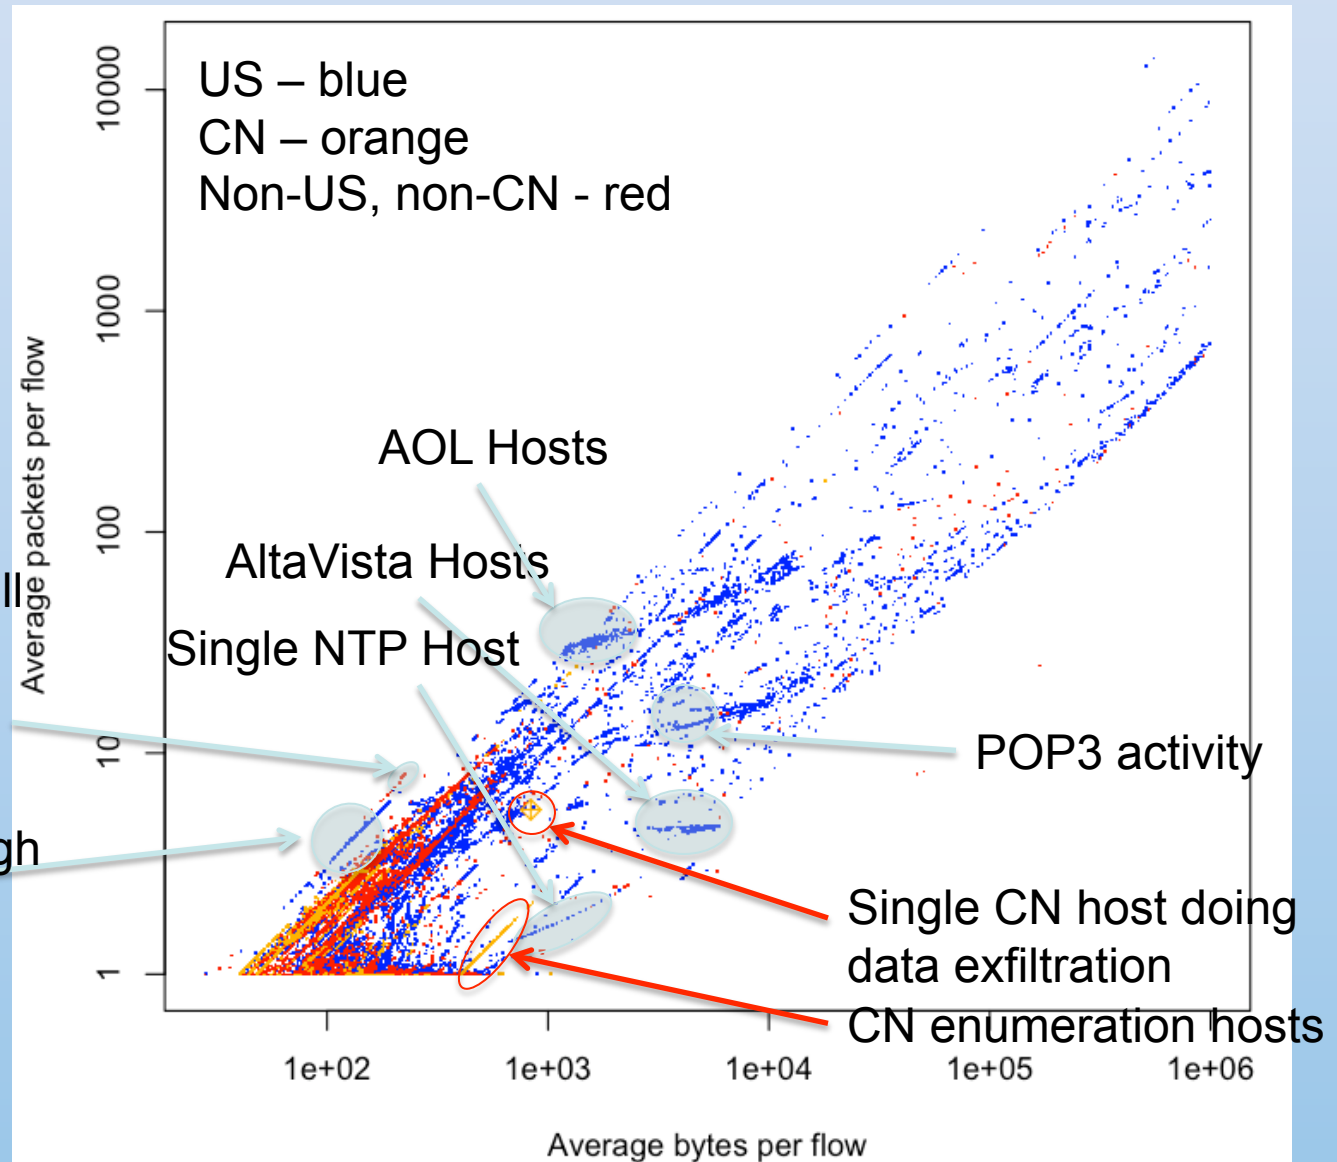 US – blue
CN – orange
Non-US, non-CN - red
10000
1000
100
10
1
Average packets per flow
AOL Hosts
AltaVista Hosts
ll
Single NTP Host
POP3 activity
gh
Single CN host doing
data exfiltration
CN enumeration hosts
1e+02
1e+03
1e+04
1e+05
1e+06
Average bytes per flow